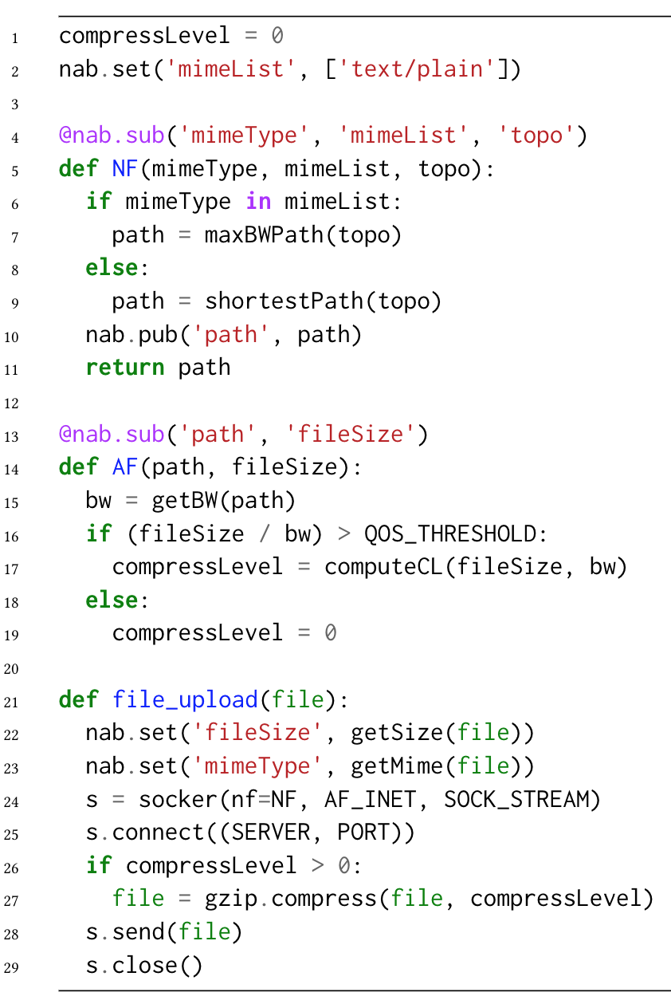 1 compressLevel = 0
2 nab.set('mimeList', ['text/plain'])
3
4 @nab.sub('mimeType', 'mimeList', 'topo')
5 def NF(mimeType, mimeList, topo):
6   if mimeType in mimeList:
7     path = maxBWPath(topo)
8   else:
9     path = shortestPath(topo)
10   nab.pub('path', path)
11   return path
12
13 @nab.sub('path', 'fileSize')
14 def AF(path, fileSize):
15   bw = getBW(path)
16   if (fileSize / bw) > QOS_THRESHOLD:
17     compressLevel = computeCL(fileSize, bw)
18   else:
19     compressLevel = 0
20
21 def file_upload(file):
22   nab.set('fileSize', getSize(file))
23   nab.set('mimeType', getMime(file))
24   s = socker(nf=NF, AF_INET, SOCK_STREAM)
25   s.connect((SERVER, PORT))
26   if compressLevel > 0:
27     file = gzip.compress(file, compressLevel)
28   s.send(file)
29   s.close()